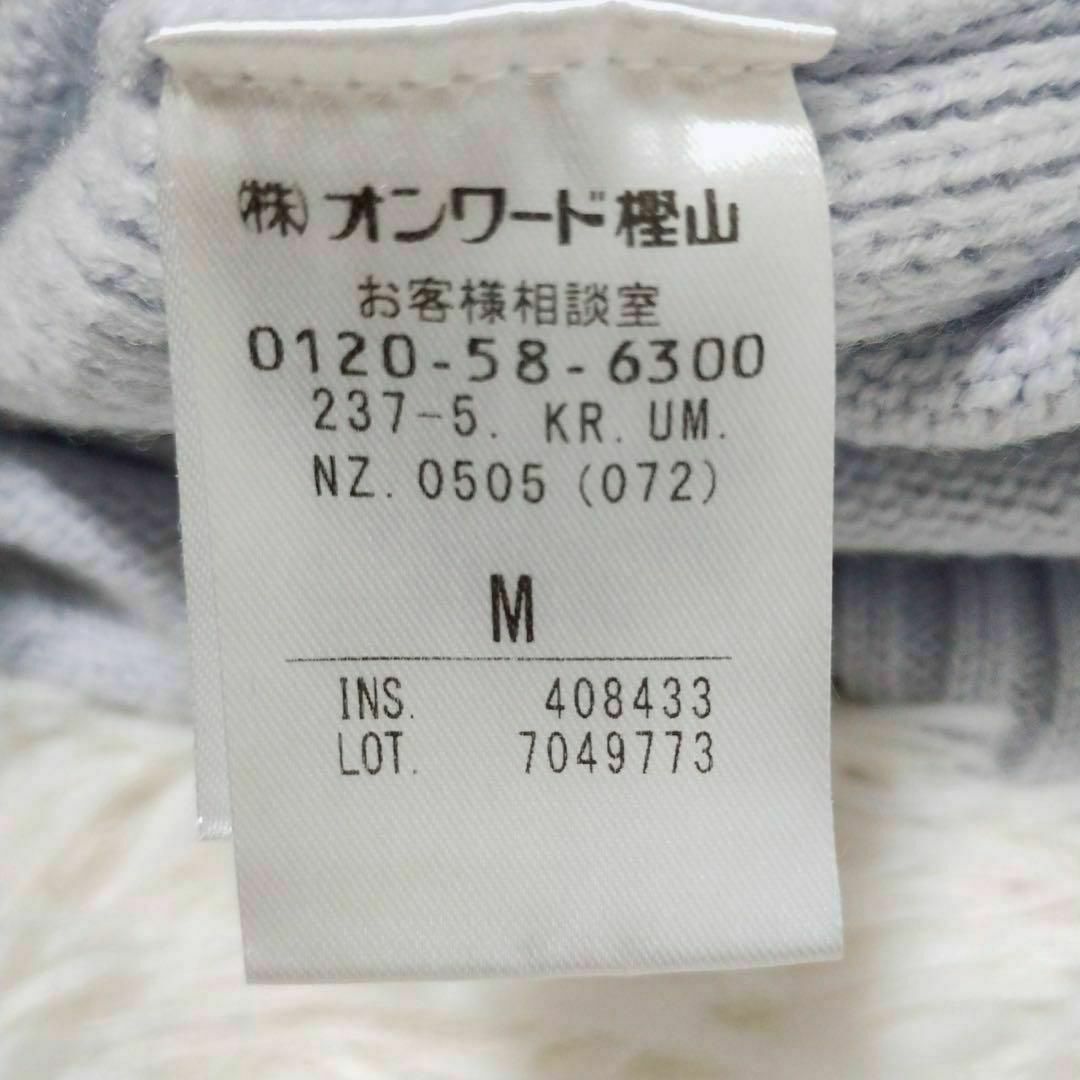 ㈱ オンワード樫山
お客様相談室
0120-58-6300
237-5. KR. UM.
NZ. 0505 (072)
M
INS. 408433
LOT. 7049773